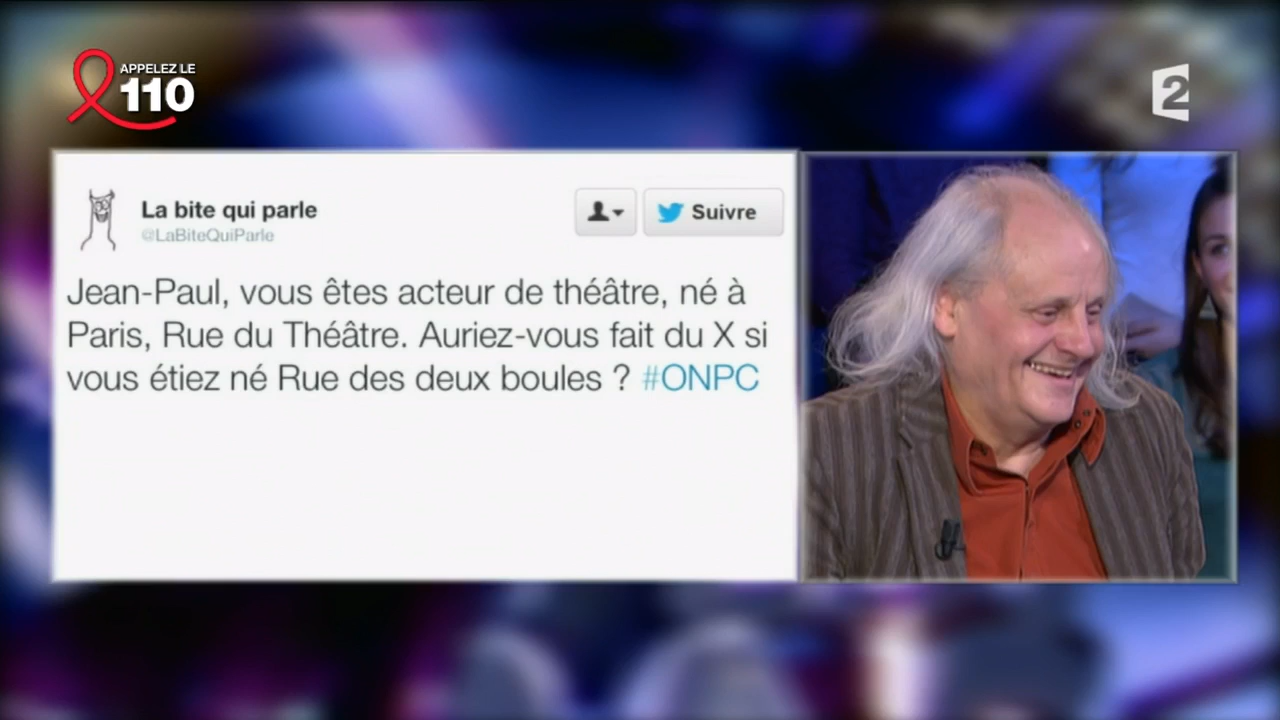 APPELEZ LE
110
2
La bite qui parle
@LaBiteQuiParle
Suivre
Jean-Paul, vous êtes acteur de théâtre, né à
Paris, Rue du Théâtre. Auriez-vous fait du X si
vous étiez né Rue des deux boules ? #ONPC